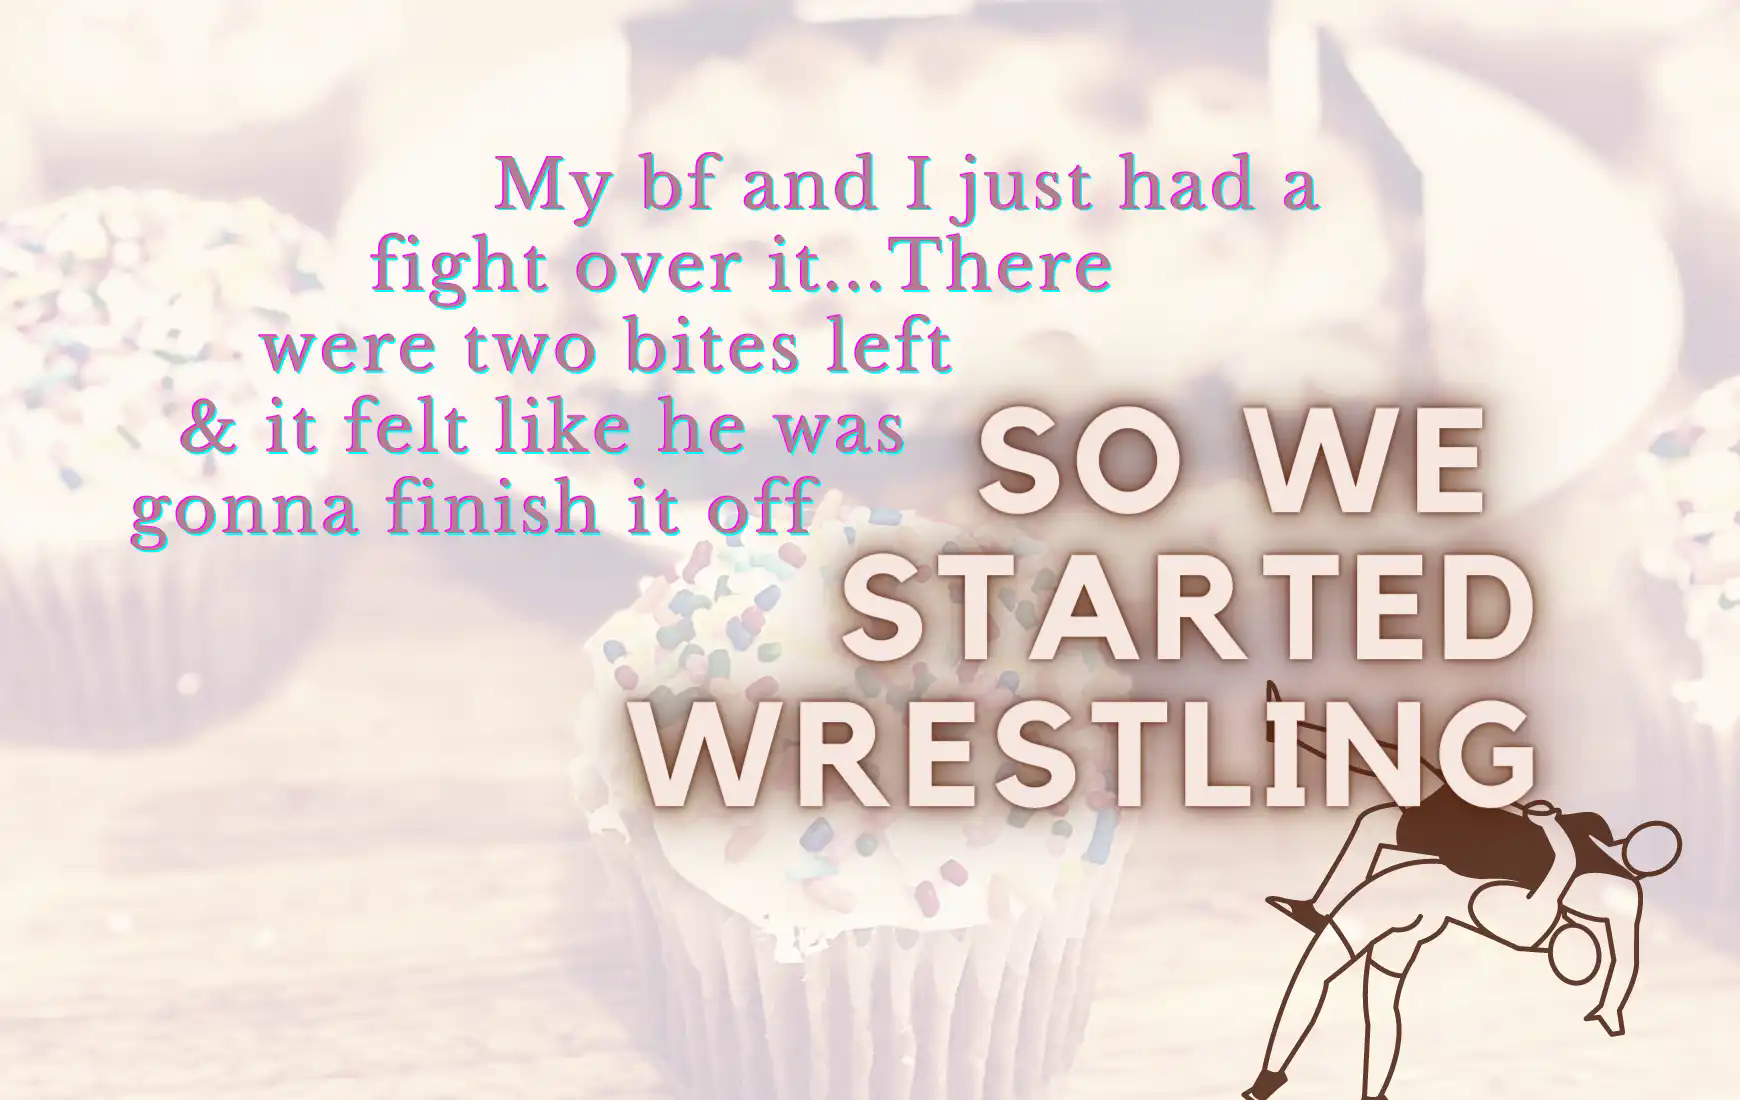 My bf and I just had a
fight over it...There
were two bites left
& it felt like he was
gonna finish it off
SO WE
STARTED
WRESTLING